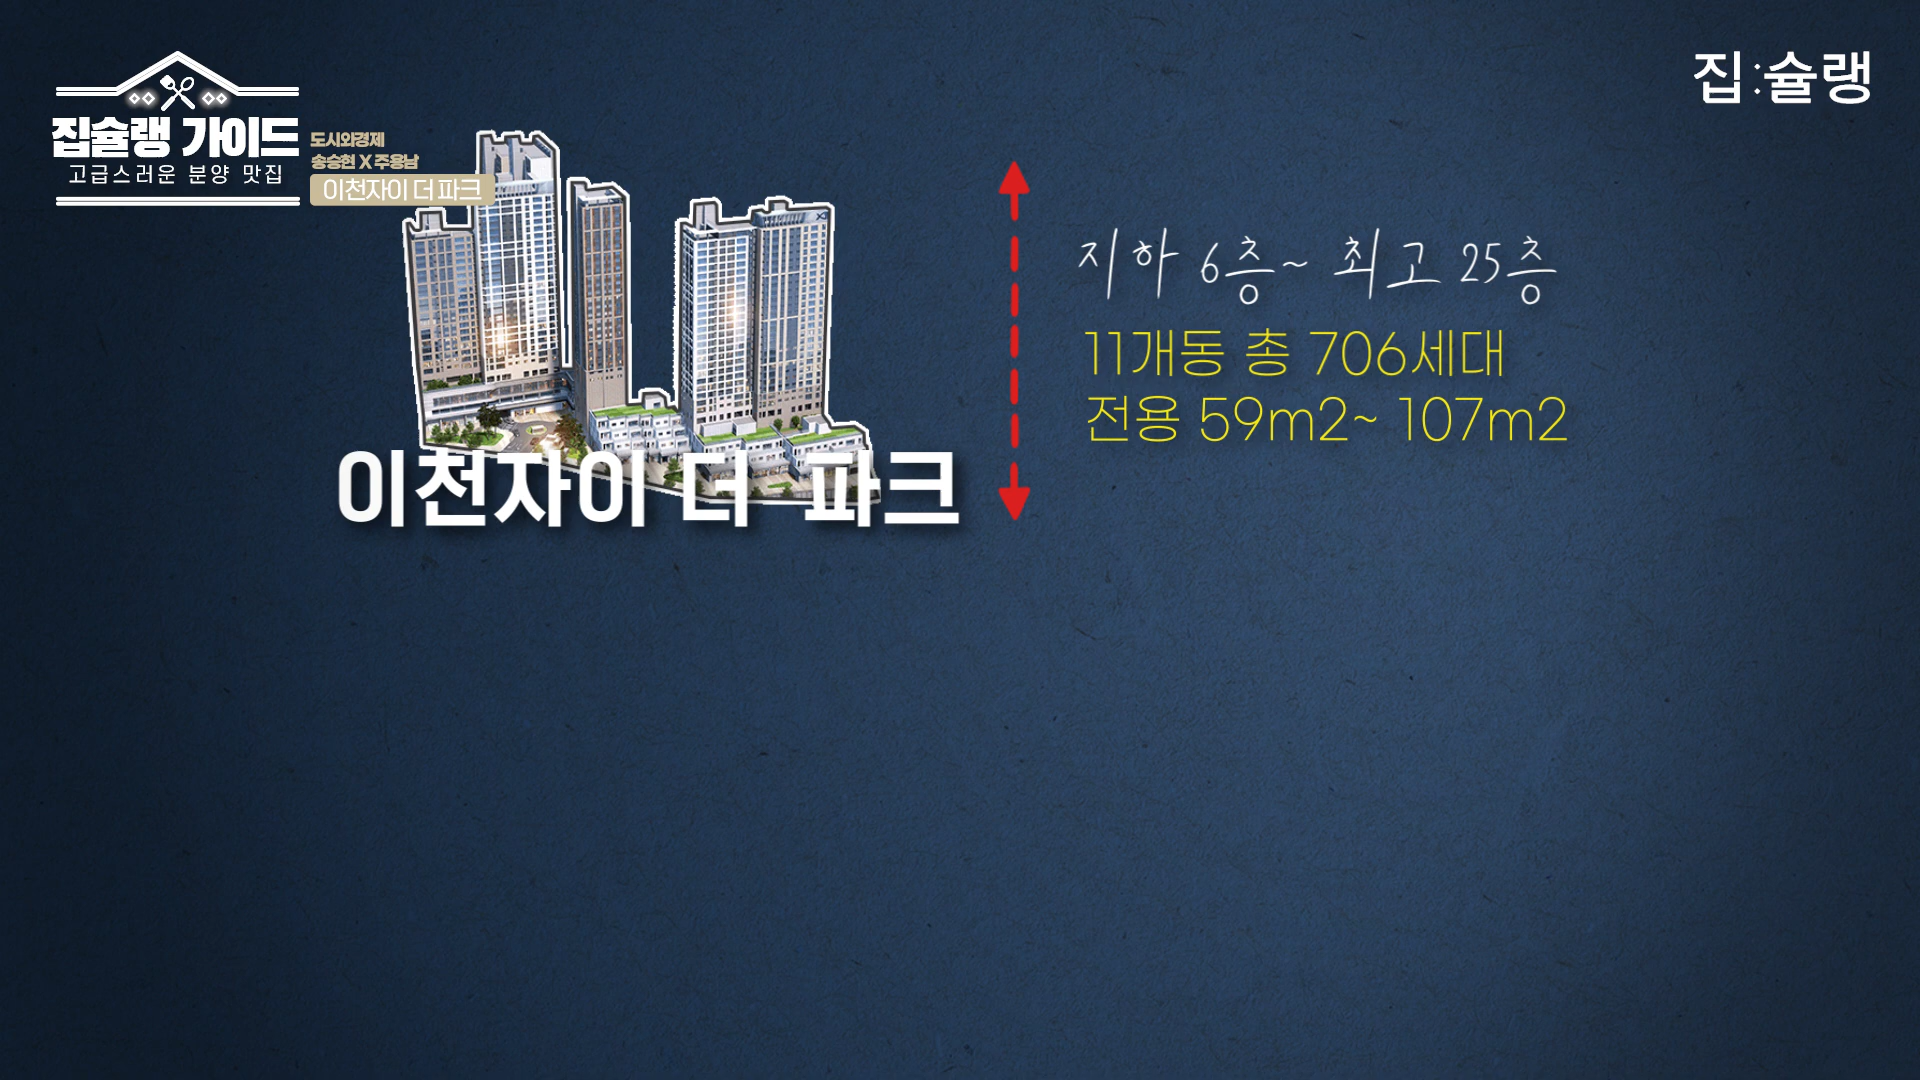 집슐랭 가이드
고급스러운 분양 맛집
도시와경제
송승현 X 주용남
이천자이 더 파크
집:슐랭
지하 6층~ 최고 25층
11개동 총 706세대
전용 59m2~ 107m2
이천자이 더 파크